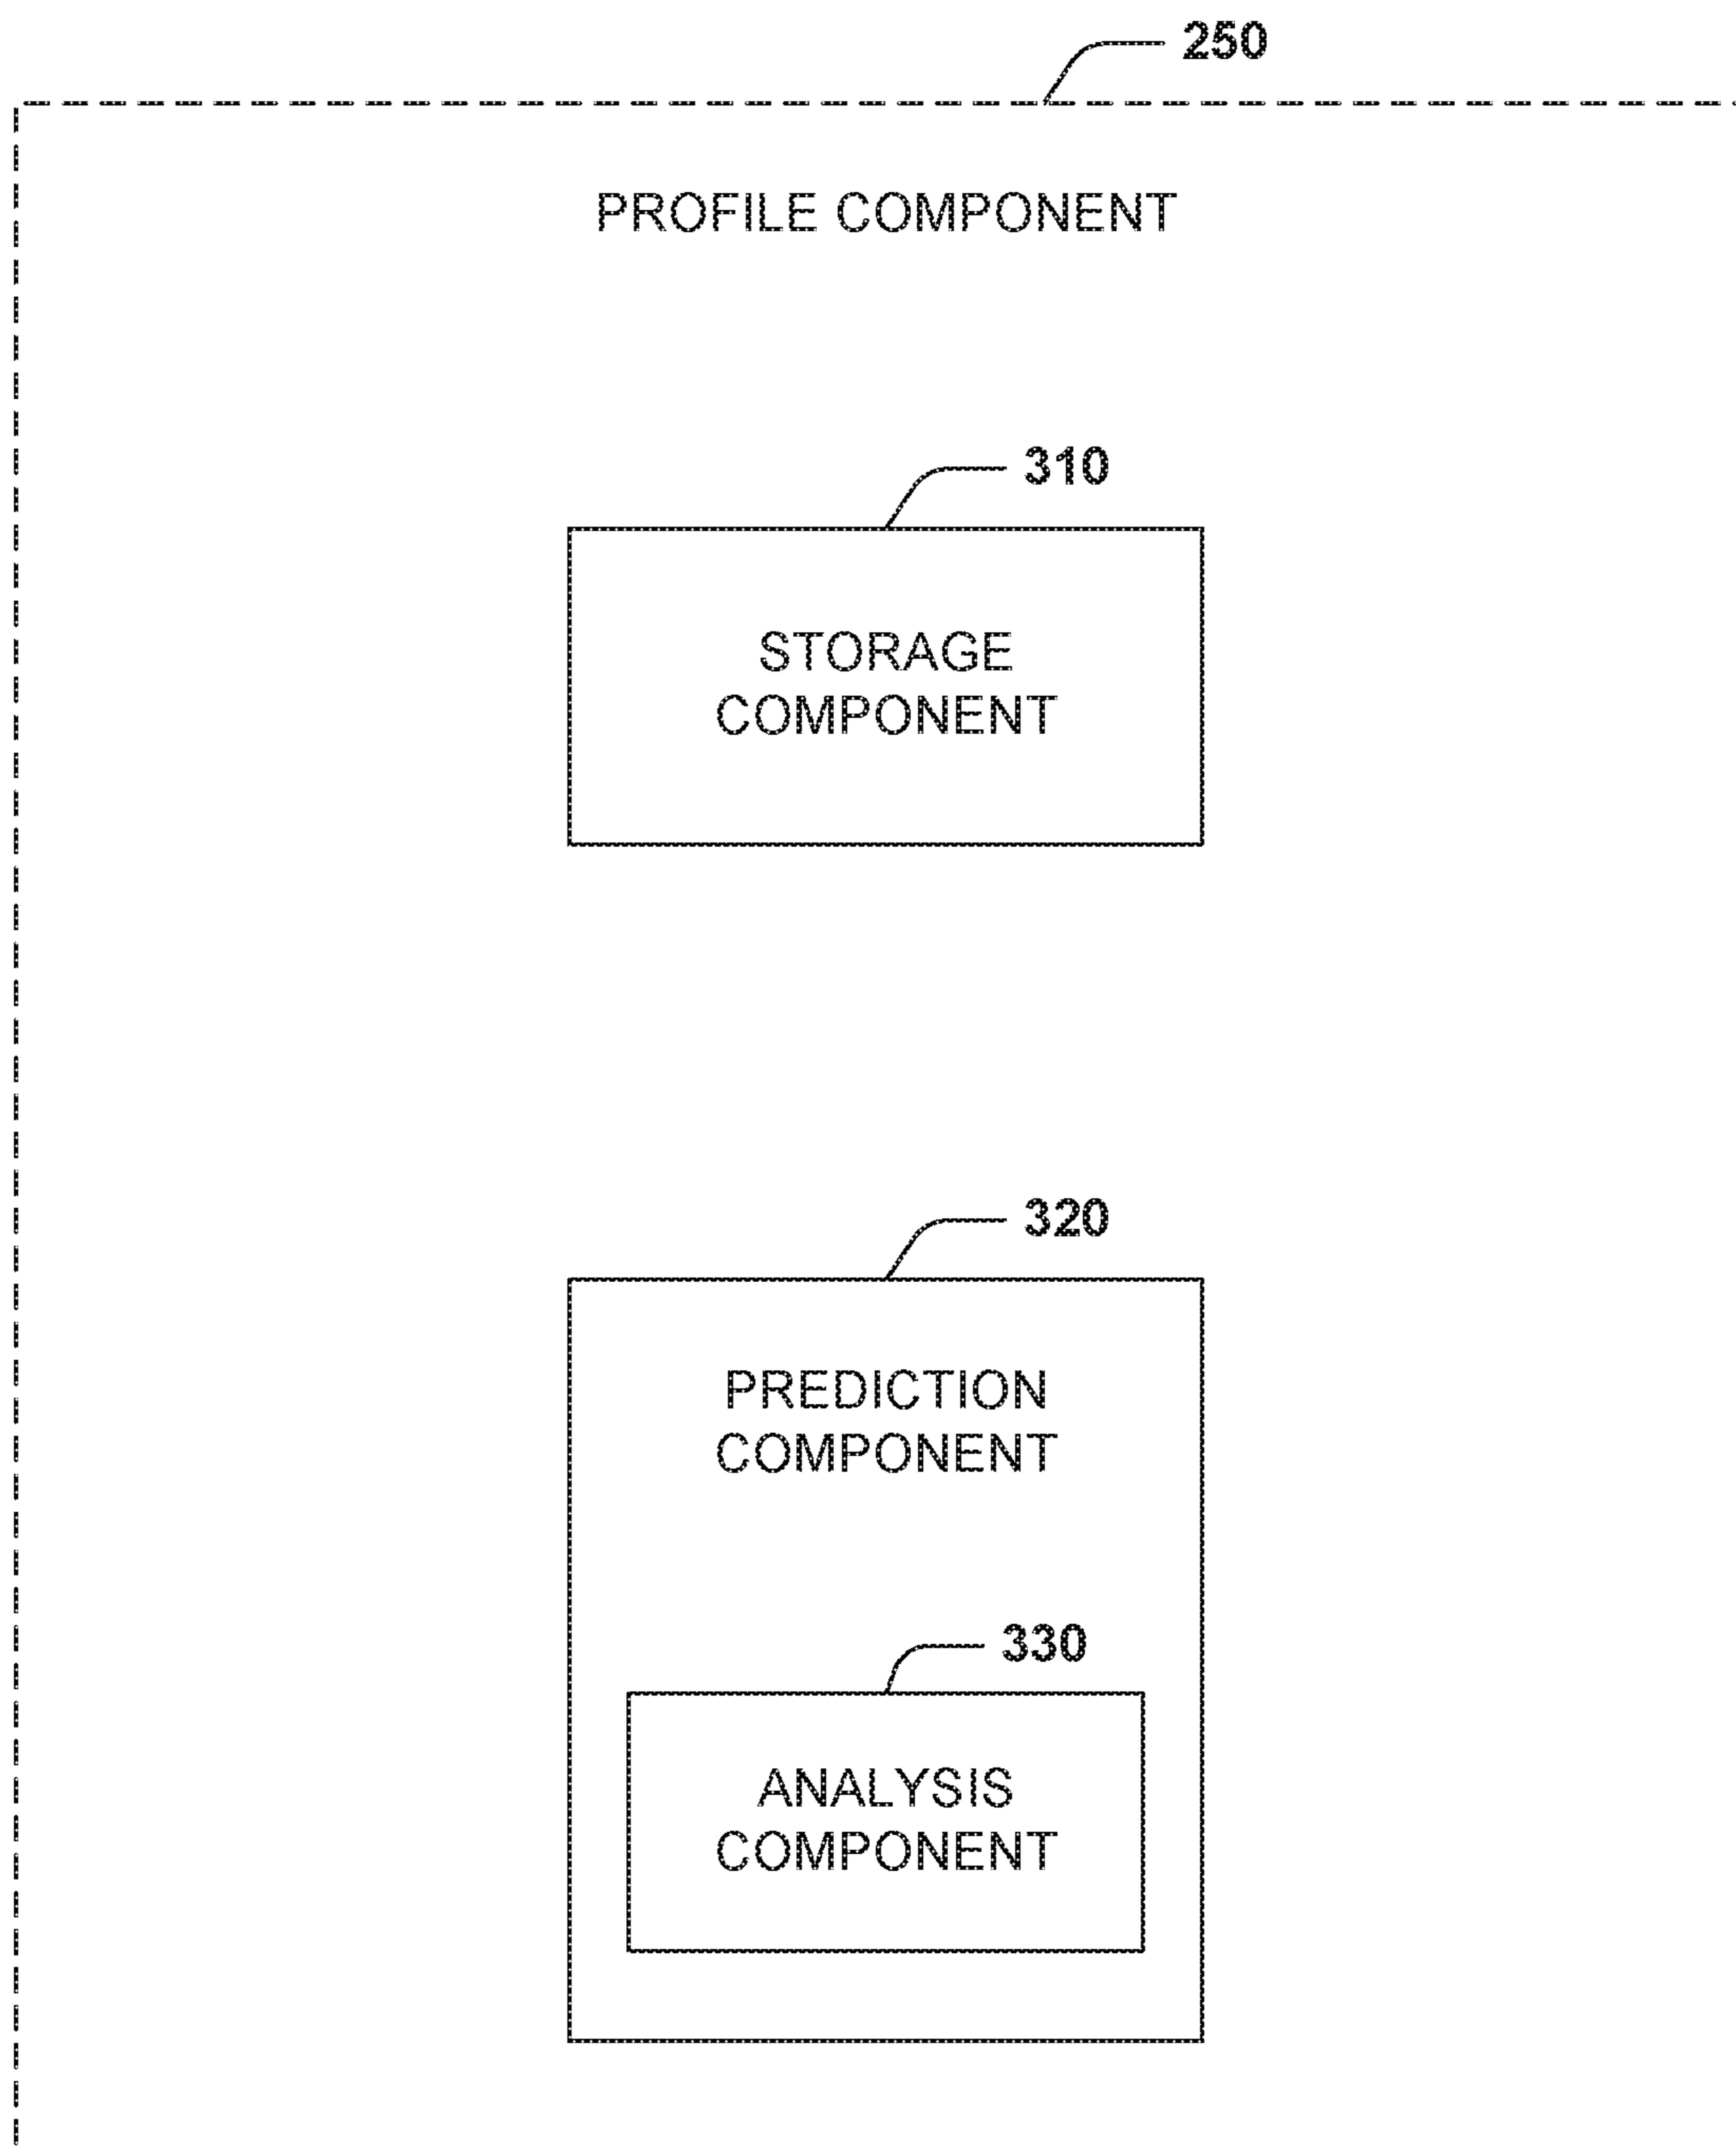 250
PROFILE COMPONENT
310
STORAGE
COMPONENT
320
PREDICTION
COMPONENT
330
ANALYSIS
COMPONENT